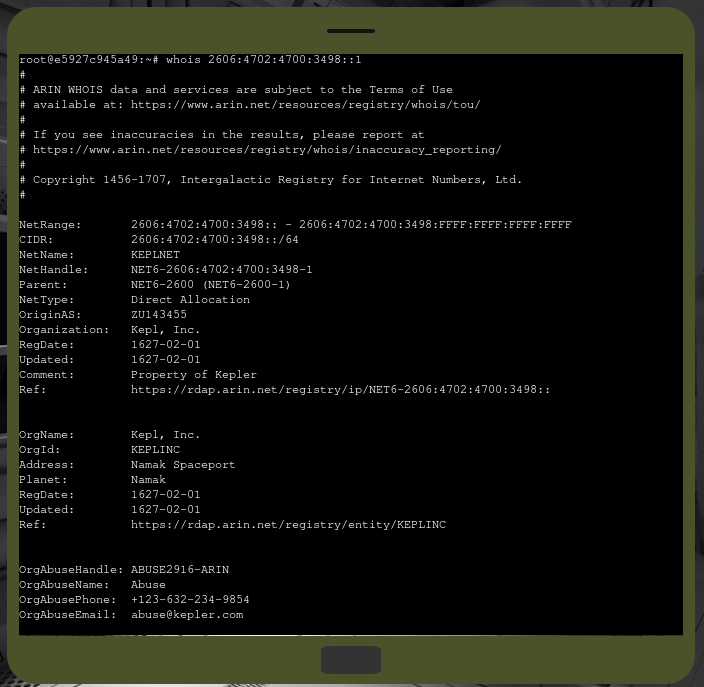 root@e5927c945a49:~# whois 2606:4702:4700:3498::1
#
# ARIN WHOIS data and services are subject to the Terms of Use
# available at: https://www.arin.net/resources/registry/whois/tou/
#
# If you see inaccuracies in the results, please report at
# https://www.arin.net/resources/registry/whois/inaccuracy_reporting/
#
# Copyright 1456-1707, Intergalactic Registry for Internet Numbers, Ltd.
#
NetRange: 2606:4702:4700:3498:: - 2606:4702:4700:3498:FFFF:FFFF:FFFF:FFFF
CIDR: 2606:4702:4700:3498::/64
NetName: KEPLNET
NetHandle: NET6-2606:4702:4700:3498-1
Parent: NET6-2600 (NET6-2600-1)
NetType: Direct Allocation
OriginAS: ZU143455
Organization: Kepl, Inc.
RegDate: 1627-02-01
Updated: 1627-02-01
Comment: Property of Kepler
Ref: https://rdap.arin.net/registry/ip/NET6-2606:4702:4700:3498::
OrgName: Kepl, Inc.
OrgId: KEPLINC
Address: Namak Spaceport
Planet: Namak
RegDate: 1627-02-01
Updated: 1627-02-01
Ref: https://rdap.arin.net/registry/entity/KEPLINC
OrgAbuseHandle: ABUSE2916-ARIN
OrgAbuseName: Abuse
OrgAbusePhone: +123-632-234-9854
OrgAbuseEmail: abuse@kepler.com